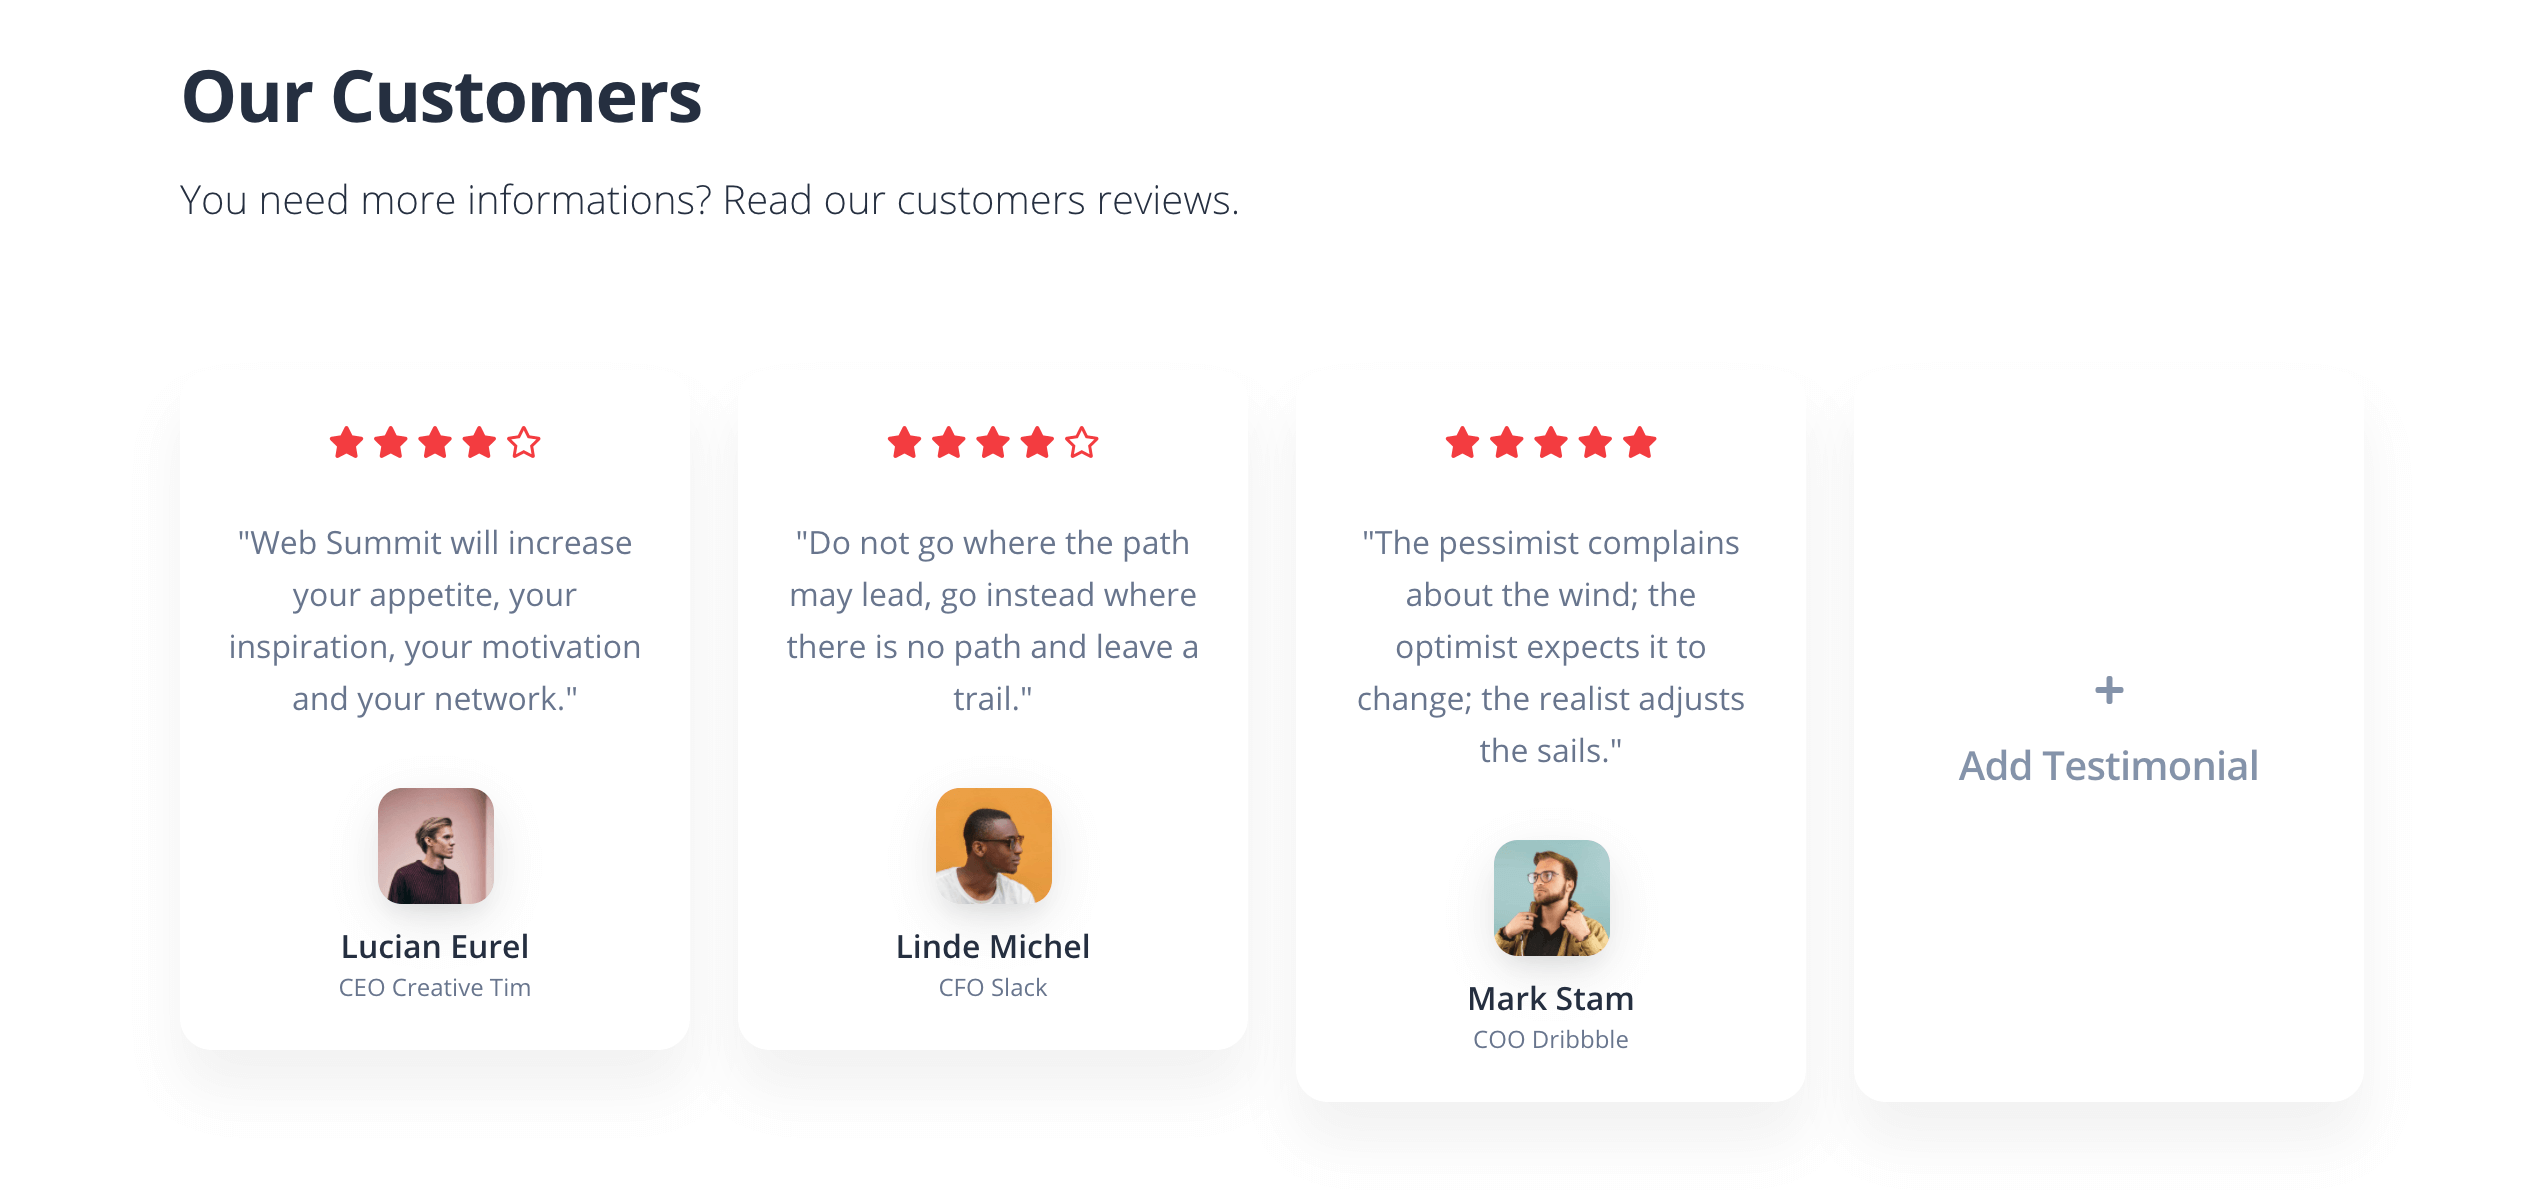 Our Customers
You need more informations? Read our customers reviews.
"Web Summit will increase
your appetite, your
inspiration, your motivation
and your network."
Lucian Eurel
CEO Creative Tim
"Do not go where the path
may lead, go instead where
there is no path and leave a
trail."
Linde Michel
CFO Slack
"The pessimist complains
about the wind; the
optimist expects it to
change; the realist adjusts
the sails."
Mark Stam
COO Dribbble
+
Add Testimonial